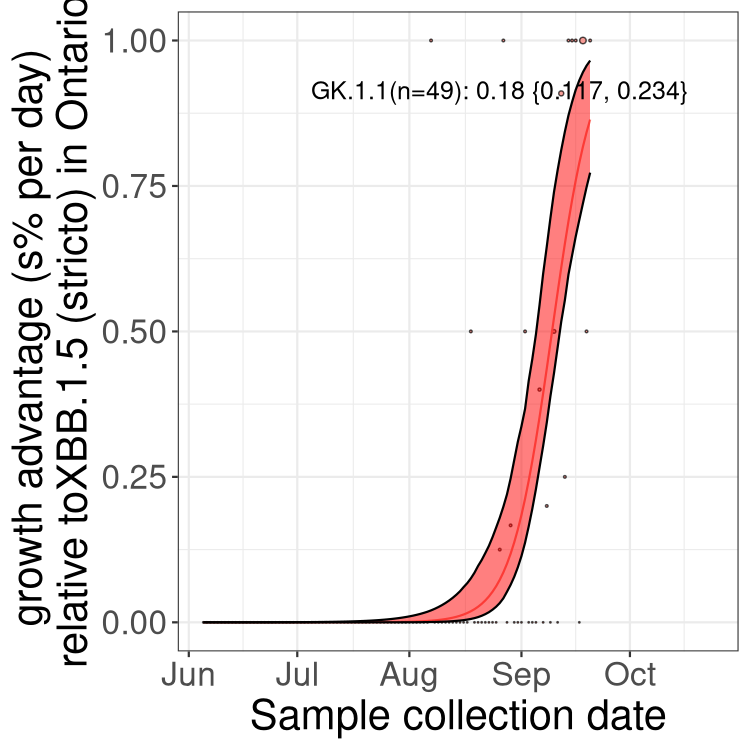 growth advantage (s% per day)
relative toXBB.1.5 (stricto) in Ontario
1.00
0.75
0.50
0.25
0.00
GK.1.1(n=49): 0.18 {0.117, 0.234}
Jun Jul Aug Sep Oct
Sample collection date